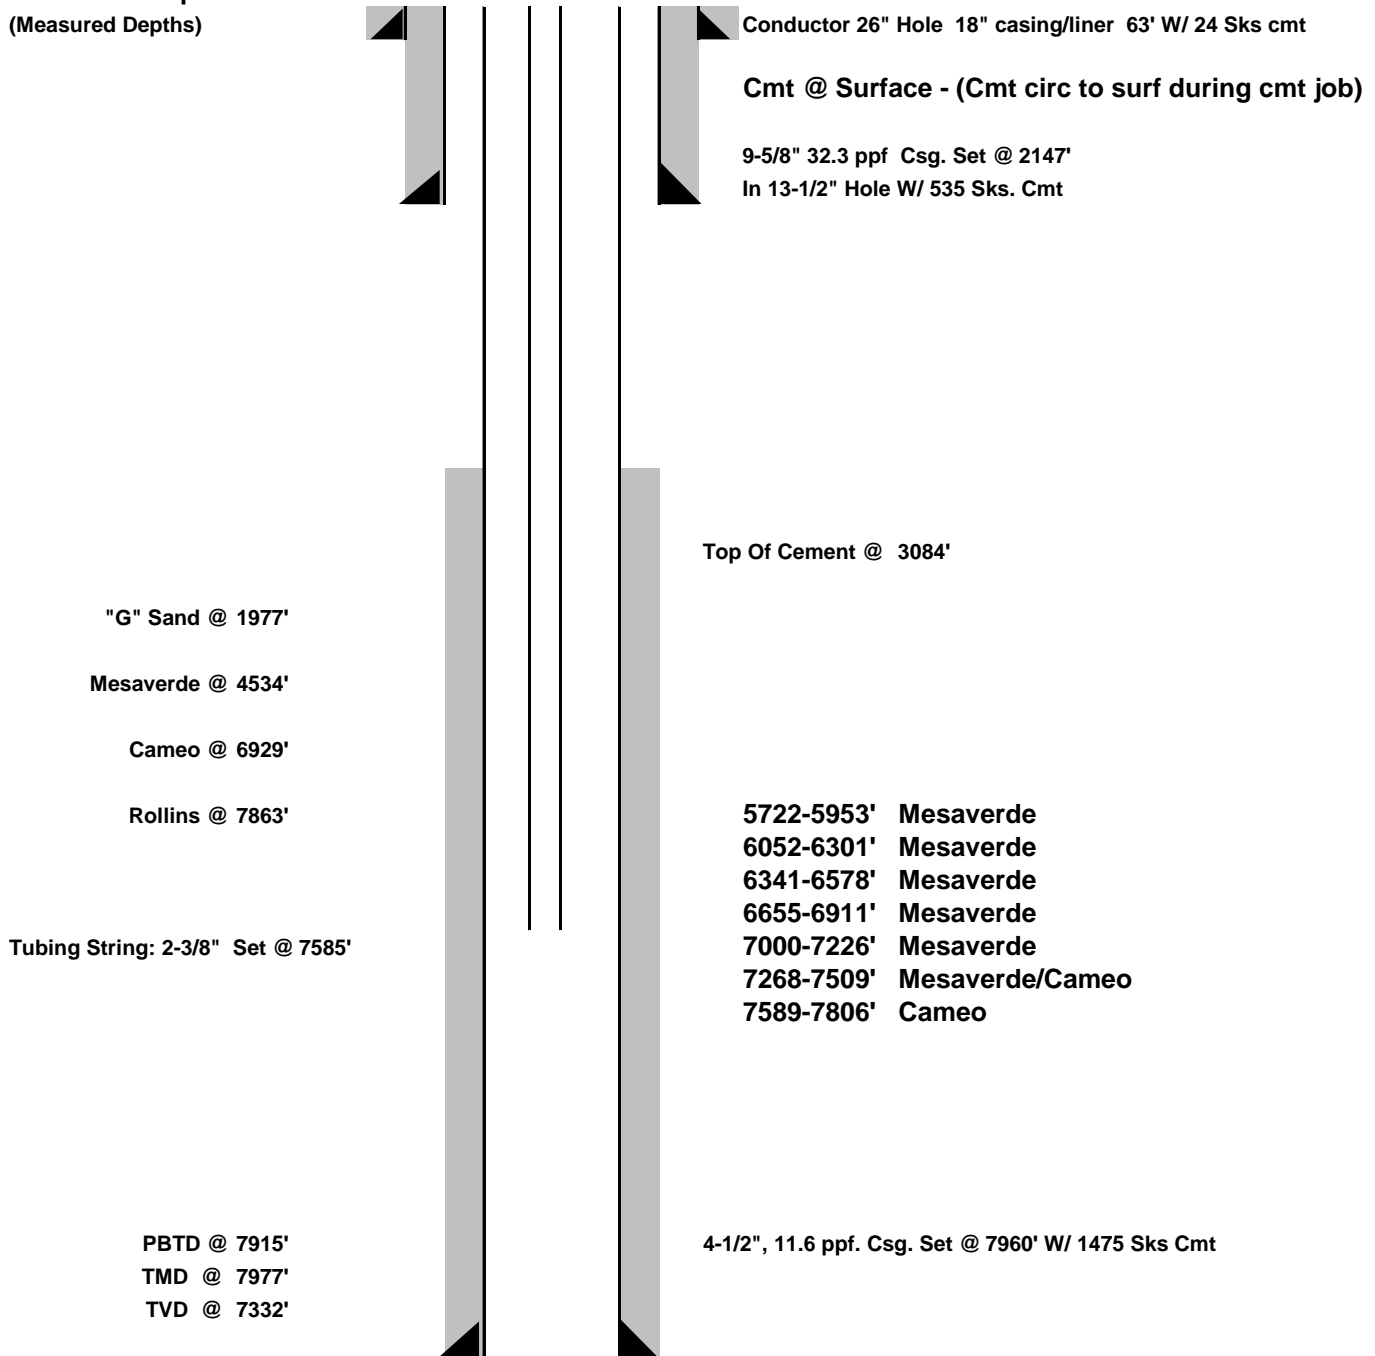 (Measured Depths)
Conductor 26" Hole 18" casing/liner 63' W/ 24 Sks cmt
Cmt @ Surface - (Cmt circ to surf during cmt job)
9-5/8" 32.3 ppf Csg. Set @ 2147'
In 13-1/2" Hole W/ 535 Sks. Cmt
Top Of Cement @ 3084'
"G" Sand @ 1977'
Mesaverde @ 4534'
Cameo @ 6929'
Rollins @ 7863'
5722-5953' Mesaverde
6052-6301' Mesaverde
6341-6578' Mesaverde
6655-6911' Mesaverde
7000-7226' Mesaverde
7268-7509' Mesaverde/Cameo
7589-7806' Cameo
Tubing String: 2-3/8" Set @ 7585'
PBTD @ 7915'
TMD @ 7977'
TVD @ 7332'
4-1/2", 11.6 ppf. Csg. Set @ 7960' W/ 1475 Sks Cmt